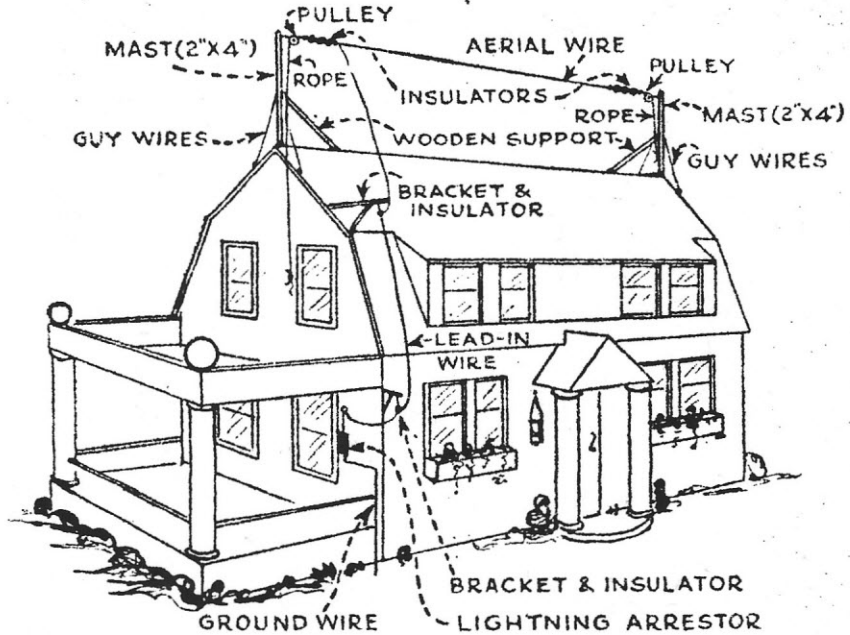 PULLEY
MAST (2"X4")
AERIAL WIRE
PULLEY
ROPE
INSULATORS
ROPE
MAST (2"X4")
GUY WIRES
WOODEN SUPPORT
GUY WIRES
BRACKET &
INSULATOR
LEAD-IN
WIRE
BRACKET & INSULATOR
GROUND WIRE
LIGHTNING ARRESTOR